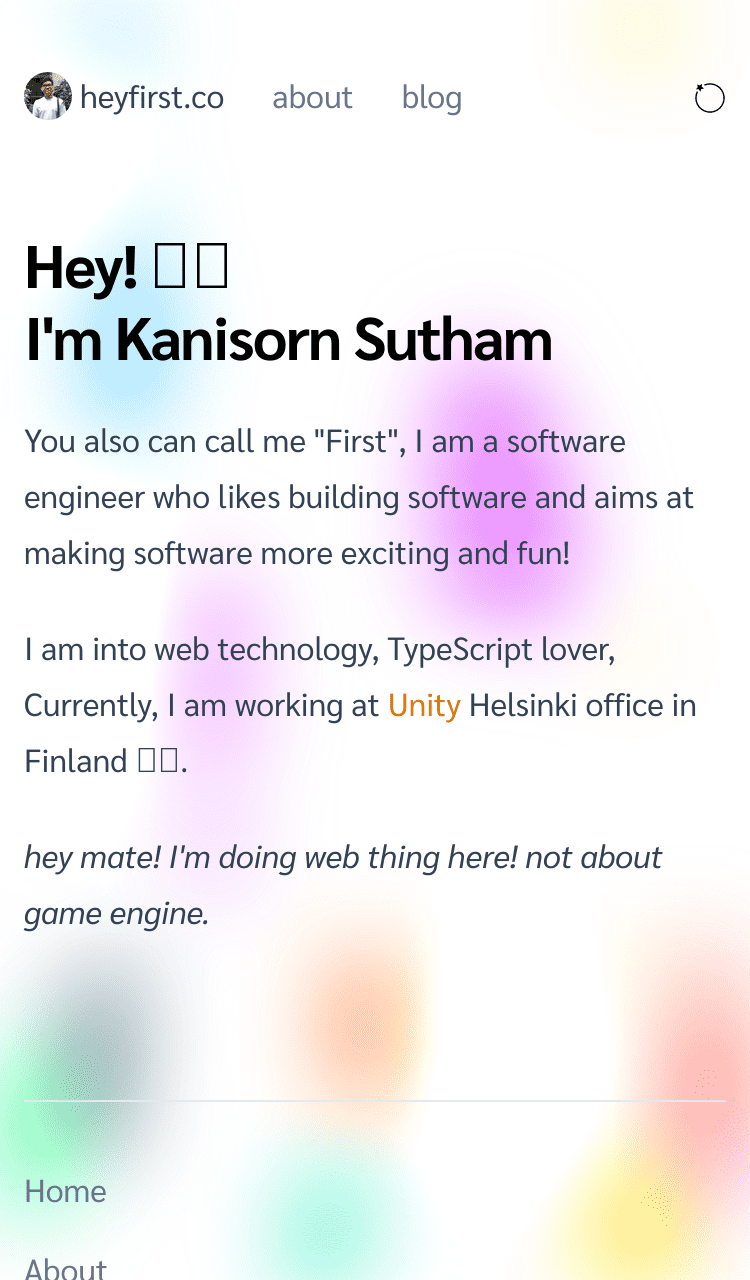 heyfirst.co about blog
Hey! 
I'm Kanisorn Sutham
You also can call me "First", I am a software
engineer who likes building software and aims at
making software more exciting and fun!
I am into web technology, TypeScript lover,
Currently, I am working at Unity Helsinki office in
Finland .
hey mate! I'm doing web thing here! not about
game engine.
Home
About